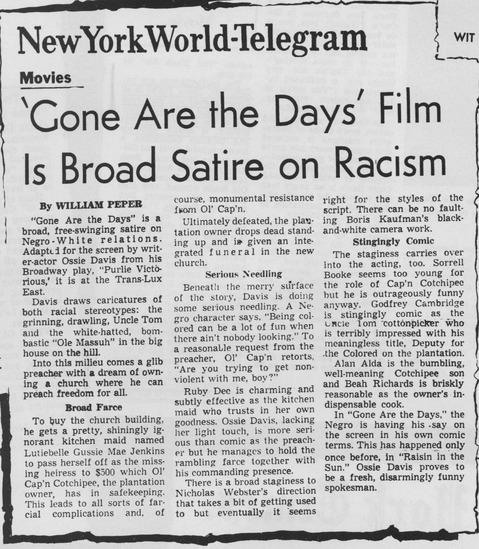 New York World-Telegram
WIT
Movies
'Gone Are the Days' Film
Is Broad Satire on Racism
By WILLIAM PEPER
"Gone Are the Days" is a
broad, free-swinging satire on
Negro-White relations.
Adapted for the screen by writ-
er-actor Ossie Davis from his
Broadway play, "Purlie Victo-
rious,' it is at the Trans-Lux
East.
Davis draws caricatures of
both racial stereotypes: the
grinning, drawling, Uncle Tom
and the white-hatted, bom-
bastic "Ole Massuh" in the big
house on the hill.
Into this milieu comes a glib
preacher with a dream of own-
ing a church where he can
preach freedom for all.
Broad Farce
To buy the church building,
he gets a pretty, shiningly ig-
norant kitchen maid named
Lutiebelle Gussie Mae Jenkins
to pass herself off as the miss-
ing heiress to $500 which Ol'
Cap'n Cotchipee, the plantation
owner, has in safekeeping.
This leads to all sorts of far-
cial complications and, of
course, monumental resistance
from Ol' Cap'n.
Ultimately defeated, the plan-
tation owner drops dead stand-
ing up and is given an inte-
grated funeral in the new
church.
Serious Needling
Beneath the merry surface
of the story, Davis is doing
some serious needling. A Ne-
gro character says, "Being col-
ored can be a lot of fun when
there ain't nobody looking." To
a reasonable request from the
preacher, Ol' Cap'n retorts,
"Are you trying to get non-
violent with me, boy?"
Ruby Dee is charming and
subtly effective as the kitchen
maid who trusts in her own
goodness. Ossie Davis, lacking
her light touch, is more seri-
ous than comic as the preach-
er but he manages to hold the
rambling farce together with
his commanding presence.
There is a broad staginess to
Nicholas Webster's direction
that takes a bit of getting used
to but eventually it seems
right for the styles of the
script. There can be no fault-
ing Boris Kaufman's black-
and-white camera work.
Stingingly Comic
The staginess carries over
into the acting, too. Sorrell
Booke seems too young for
the role of Cap'n Cotchipee
but he is outrageously funny
anyway. Godfrey Cambridge
is stingingly comic as the
Uncle Tom cottonpicker who
is terribly impressed with his
meaningless title, Deputy for
the Colored on the plantation.
Alan Alda is the bumbling,
well-meaning Cotchipee son
and Beah Richards is briskly
reasonable as the owner's in-
dispensable cook.
In "Gone Are the Days," the
Negro is having his say on
the screen in his own comic
terms. This has happened only
once before, in "Raisin in the
Sun." Ossie Davis proves to
be a fresh, disarmingly funny
spokesman.